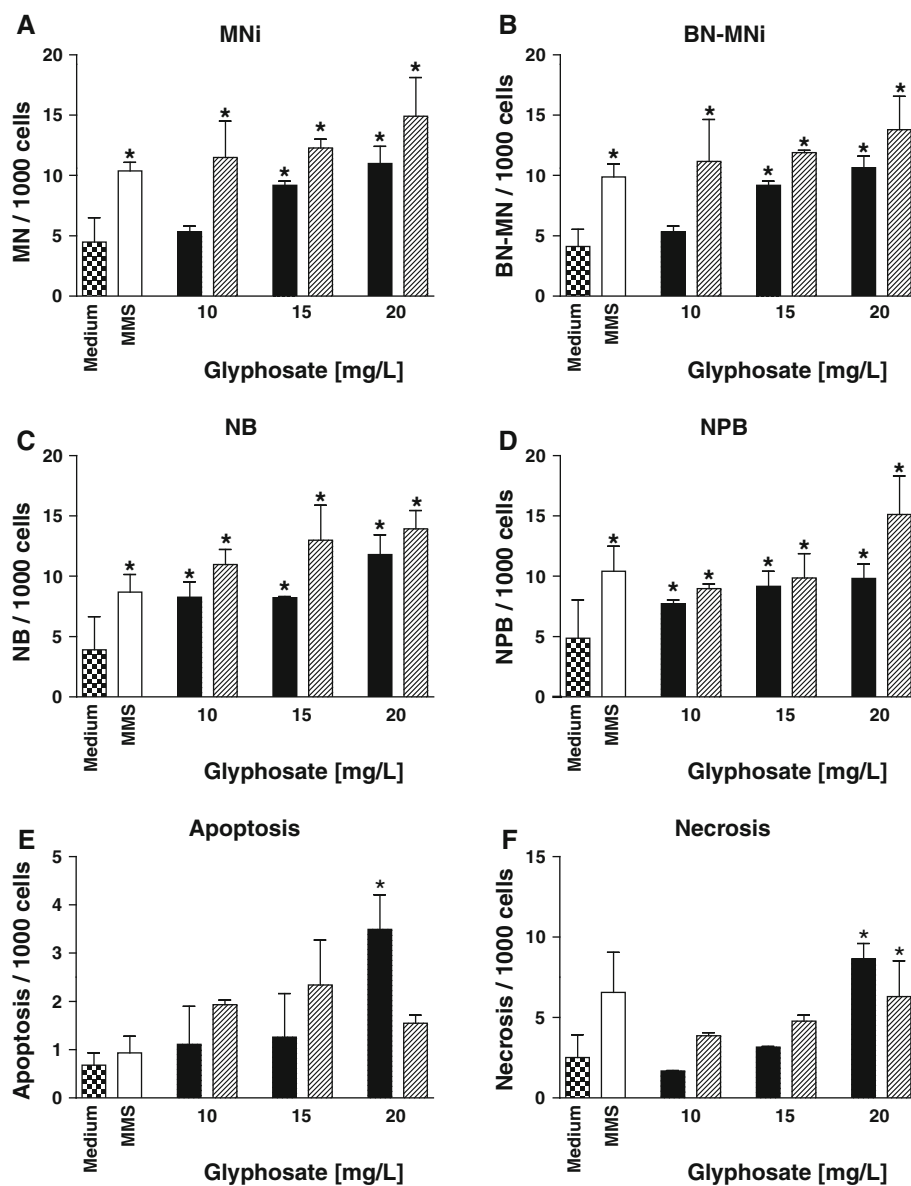 A
MNi
MN / 1000 cells
20
15
10
5
0
* * * * * *
Medium
MMS
10 15 20
Glyphosate [mg/L]
B
BN-MNi
BN-MN / 1000 cells
20
15
10
5
0
* * * * * *
Medium
MMS
10 15 20
Glyphosate [mg/L]
C
NB
NB / 1000 cells
20
15
10
5
0
* * * * * * *
Medium
MMS
10 15 20
Glyphosate [mg/L]
D
NPB
NPB / 1000 cells
20
15
10
5
0
* * * * * * *
Medium
MMS
10 15 20
Glyphosate [mg/L]
E
Apoptosis
Apoptosis / 1000 cells
5
4
3
2
1
0
*
Medium
MMS
10 15 20
Glyphosate [mg/L]
F
Necrosis
Necrosis / 1000 cells
15
10
5
0
* *
Medium
MMS
10 15 20
Glyphosate [mg/L]